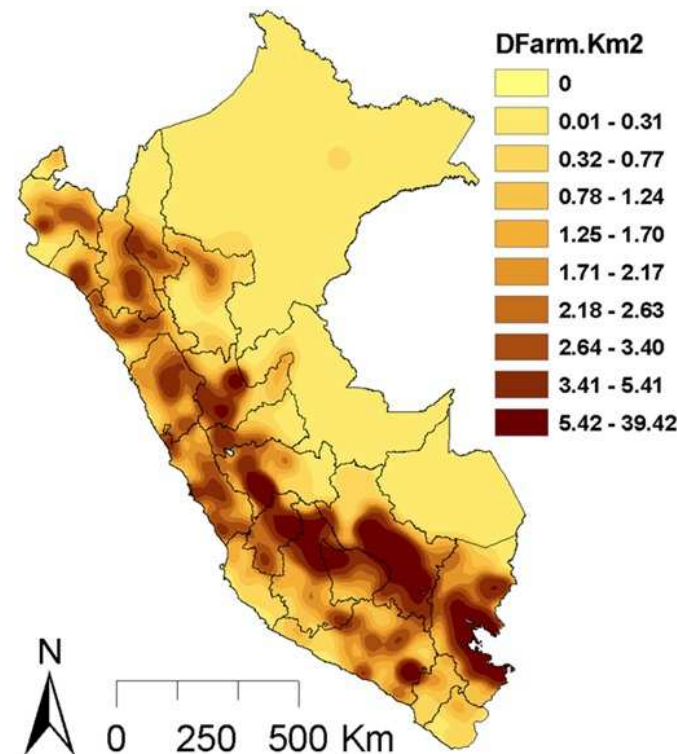 DFarm.Km2
0
0.01 - 0.31
0.32 - 0.77
0.78 - 1.24
1.25 - 1.70
1.71 - 2.17
2.18 - 2.63
2.64 - 3.40
3.41 - 5.41
5.42 - 39.42
N
0 250 500 Km